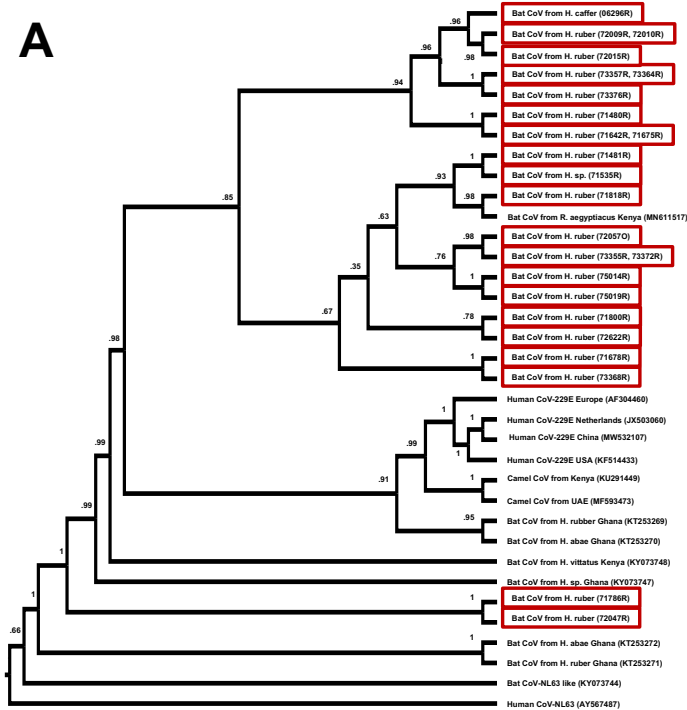 A
.96
Bat CoV from H. caffer (06296R)
Bat CoV from H. ruber (72009R, 72010R)
.96
.98
Bat CoV from H. ruber (72015R)
.94
1
Bat CoV from H. ruber (73357R, 73364R)
Bat CoV from H. ruber (73376R)
1
Bat CoV from H. ruber (71480R)
Bat CoV from H. ruber (71642R, 71675R)
1
Bat CoV from H. ruber (71481R)
.93
Bat CoV from H. sp. (71535R)
.85
.98
Bat CoV from H. ruber (71818R)
.63
Bat CoV from R. aegyptiacus Kenya (MN611517)
.98
Bat CoV from H. ruber (72057O)
.76
Bat CoV from H. ruber (73355R, 73372R)
.35
1
Bat CoV from H. ruber (75014R)
Bat CoV from H. ruber (75019R)
.67
.78
Bat CoV from H. ruber (71800R)
Bat CoV from H. ruber (72622R)
.98
1
Bat CoV from H. ruber (71678R)
Bat CoV from H. ruber (73368R)
Human CoV-229E Europe (AF304460)
1
Human CoV-229E Netherlands (JX503060)
1
Human CoV-229E China (MW532107)
.99
.99
Human CoV-229E USA (KF514433)
.91
1
Camel CoV from Kenya (KU291449)
Camel CoV from UAE (MF593473)
.99
.95
Bat CoV from H. rubber Ghana (KT253269)
Bat CoV from H. abae Ghana (KT253270)
1
Bat CoV from H. vittatus Kenya (KY073748)
Bat CoV from H. sp. Ghana (KY073747)
1
1
Bat CoV from H. ruber (71786R)
Bat CoV from H. ruber (72047R)
.66
1
Bat CoV from H. abae Ghana (KT253272)
Bat CoV from H. ruber Ghana (KT253271)
Bat CoV-NL63 like (KY073744)
Human CoV-NL63 (AY567487)